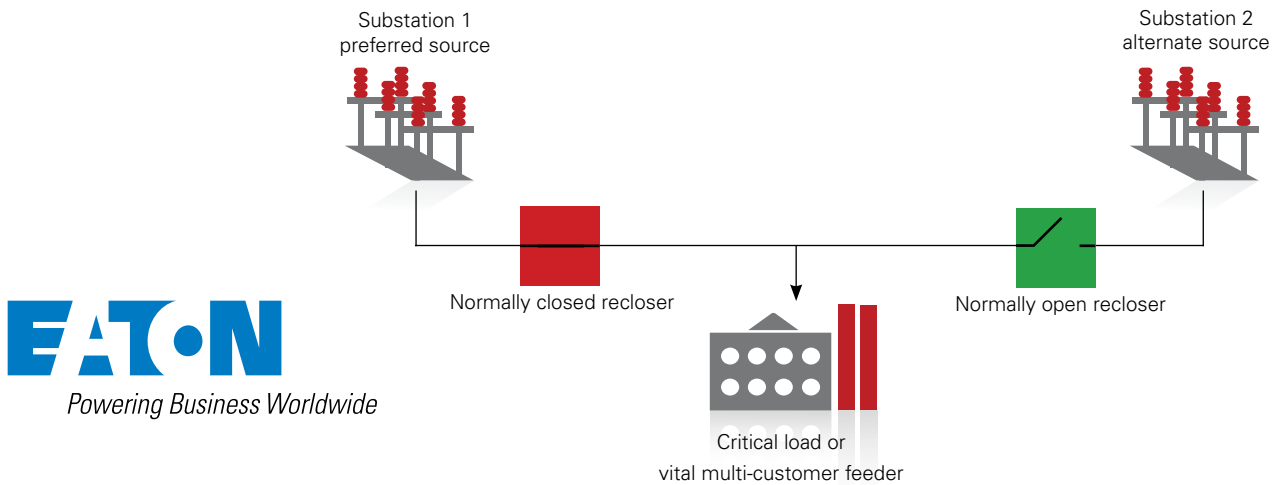 Substation 1
preferred source
Substation 2
alternate source
Normally closed recloser
Normally open recloser
EATON
Powering Business Worldwide
Critical load or
vital multi-customer feeder